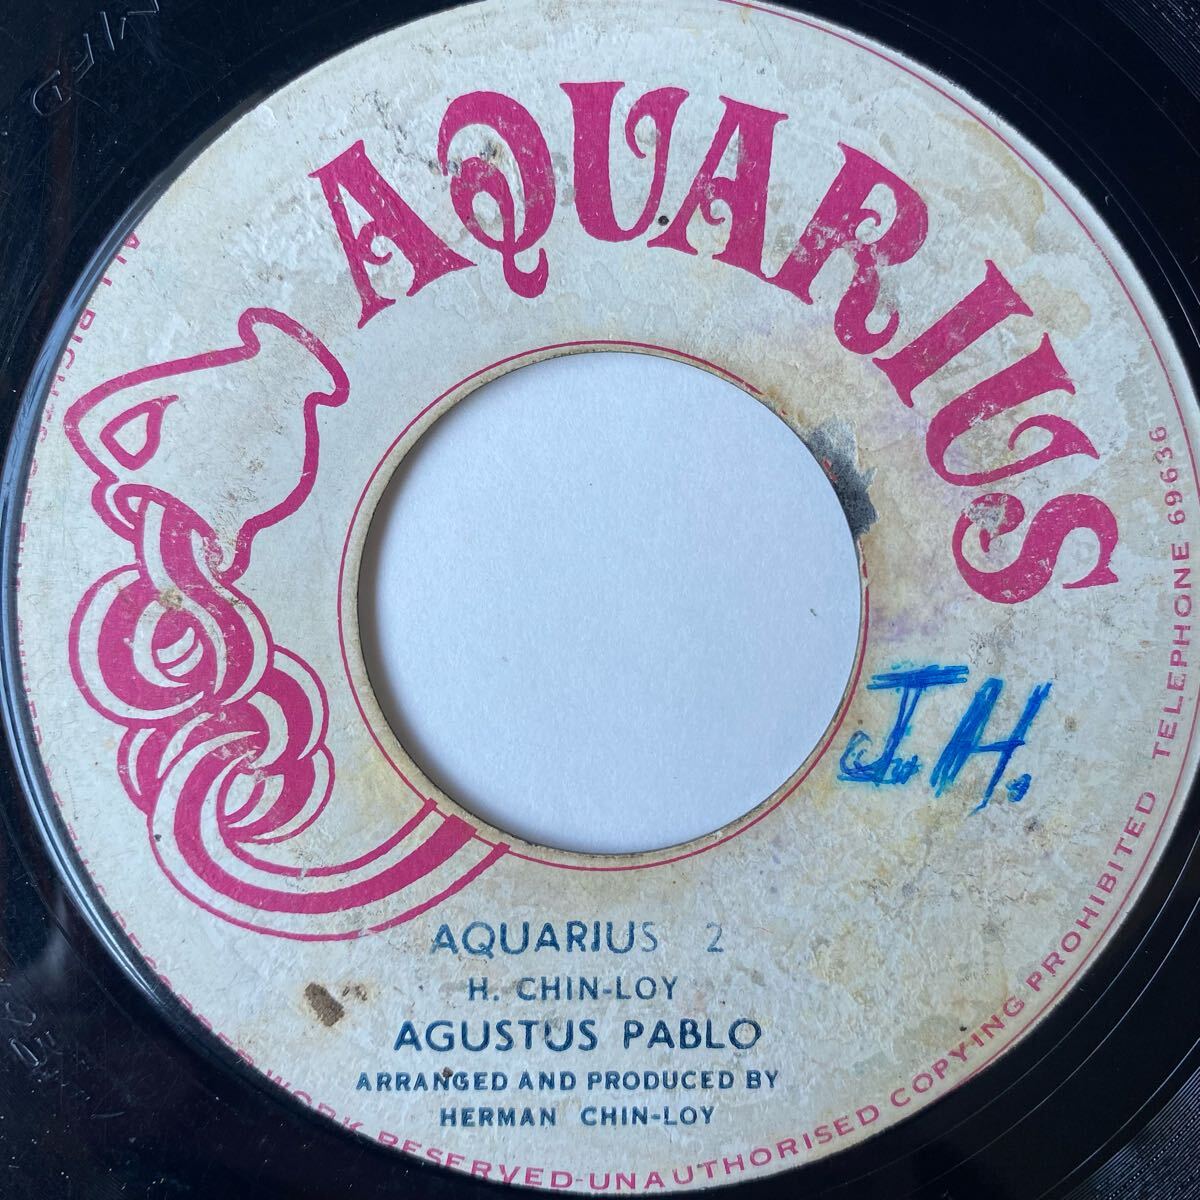 AQUARIUS
J.H.
AQUARIUS 2
H. CHIN-LOY
AGUSTUS PABLO
ARRANGED AND PRODUCED BY
HERMAN CHIN-LOY
WORK RESERVED-UNAUTHORISED COPYING PROHIBITED TELEPHONE 69636